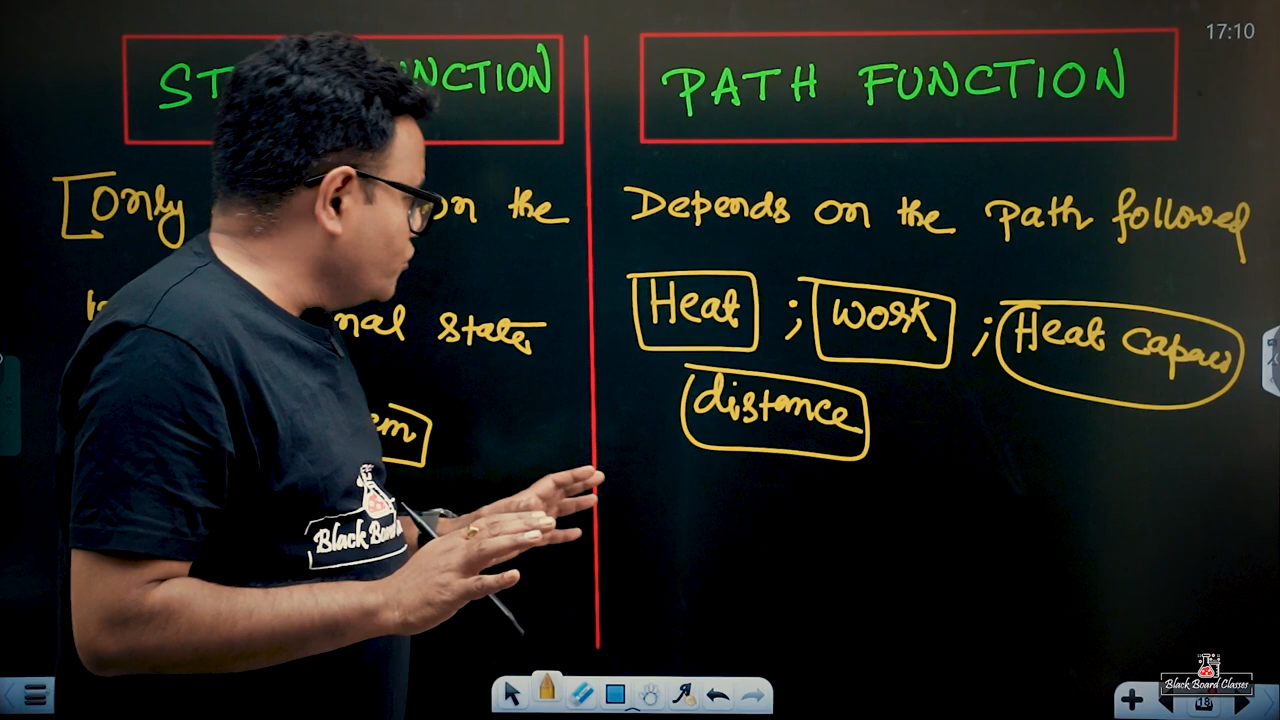 17:10
ST NCTION
PATH FUNCTION
only on the
nal state
em
Depends on the path followed
Heat ; work ; Heat capaci
distance
Black Board
Black Board Classes
18